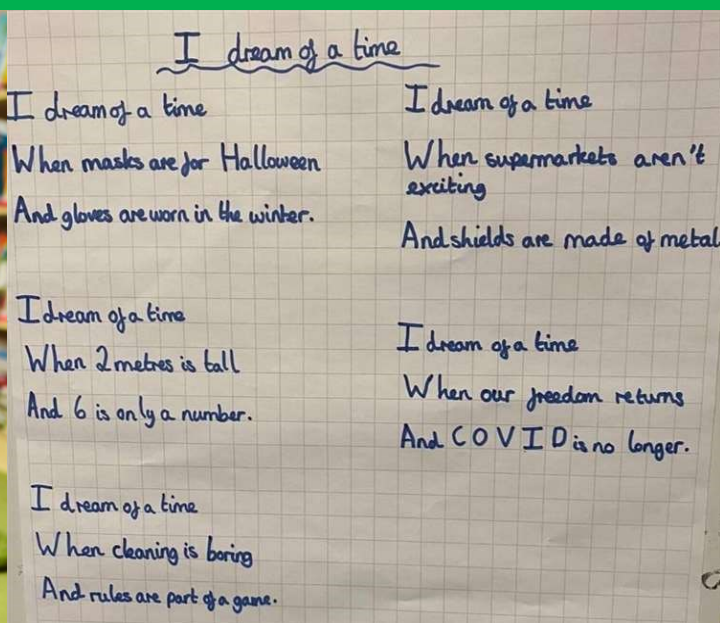 I dream of a time
I dream of a time
When masks are for Halloween
And gloves are worn in the winter.
I dream of a time
When 2 metres is tall
And 6 is only a number.
I dream of a time
When cleaning is boring
And rules are part of a game.
I dream of a time
When supermarkets aren't
exciting
And shields are made of metal
I dream of a time
When our freedom returns
And COVID is no longer.